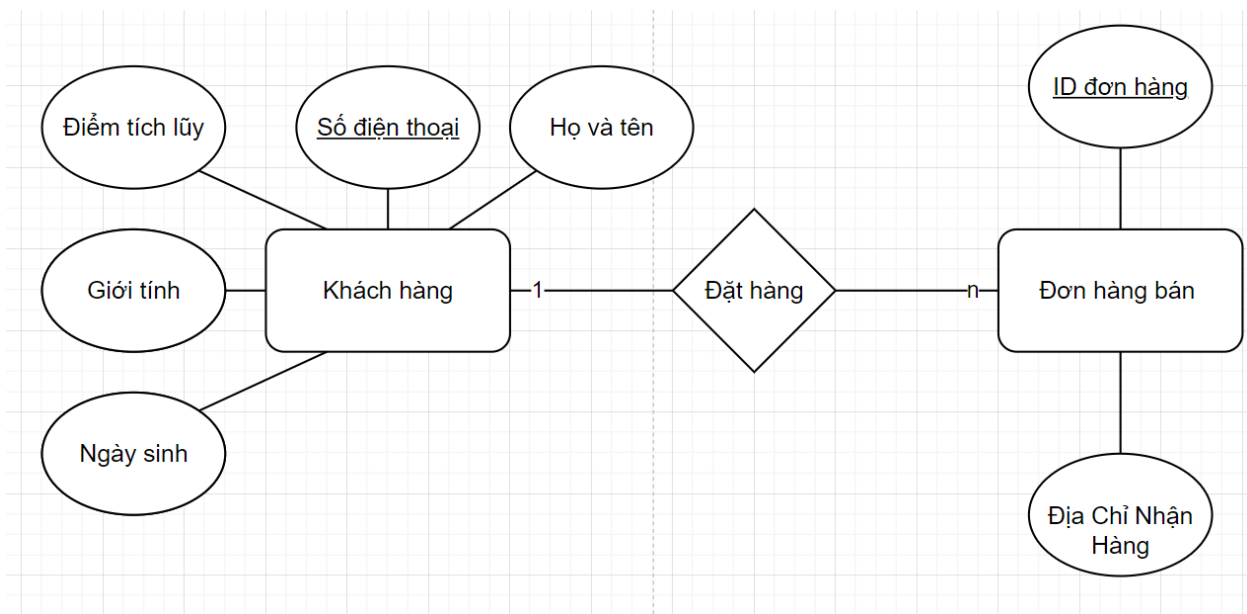 ID đơn hàng
Điểm tích lũy
Số điện thoại
Họ và tên
Giới tính
Khách hàng
1
Đặt hàng
n
Đơn hàng bán
Ngày sinh
Địa Chỉ Nhận
Hàng